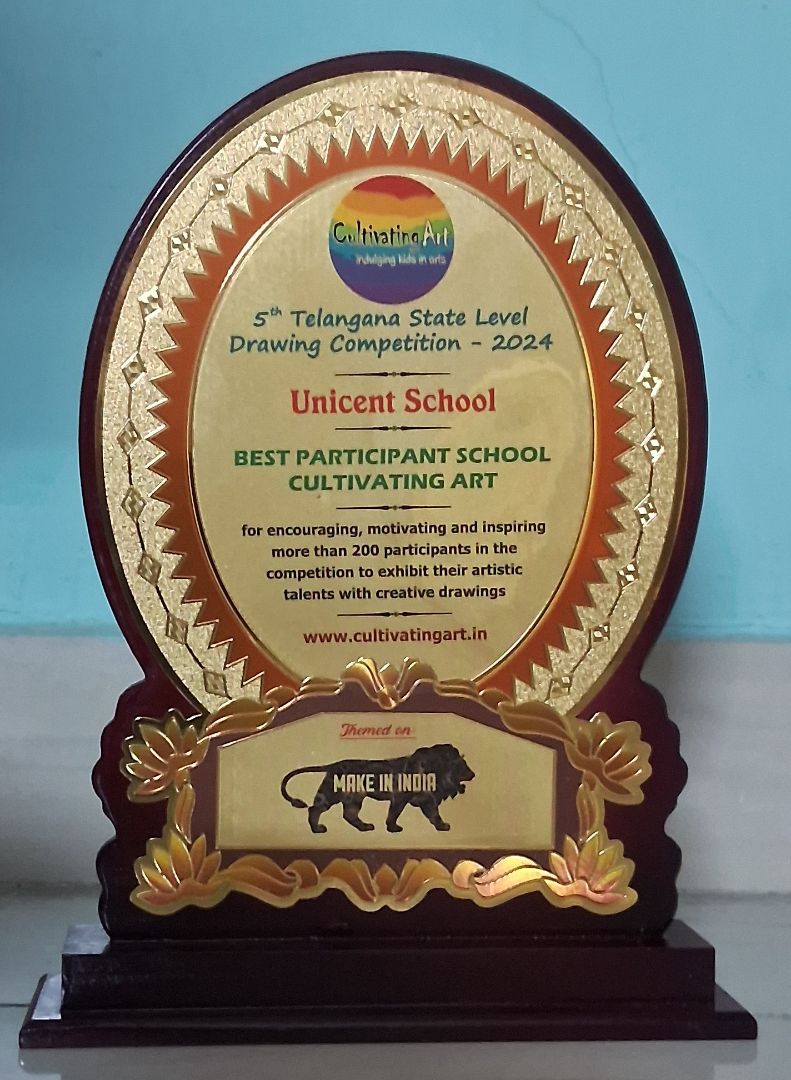 Cultivating Art
indulging kids in arts
5th Telangana State Level
Drawing Competition - 2024
Unicent School
BEST PARTICIPANT SCHOOL
CULTIVATING ART
for encouraging, motivating and inspiring
more than 200 participants in the
competition to exhibit their artistic
talents with creative drawings
www.cultivatingart.in
Themed on
MAKE IN INDIA